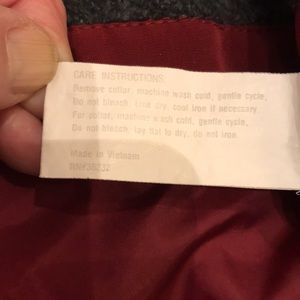 CARE INSTRUCTIONS:
Remove collar, machine wash cold, gentle cycle.
Do not bleach. Line dry, cool iron if necessary.
For collar, machine wash cold, gentle cycle.
Do not bleach, lay flat to dry, do not iron.
Made in Vietnam